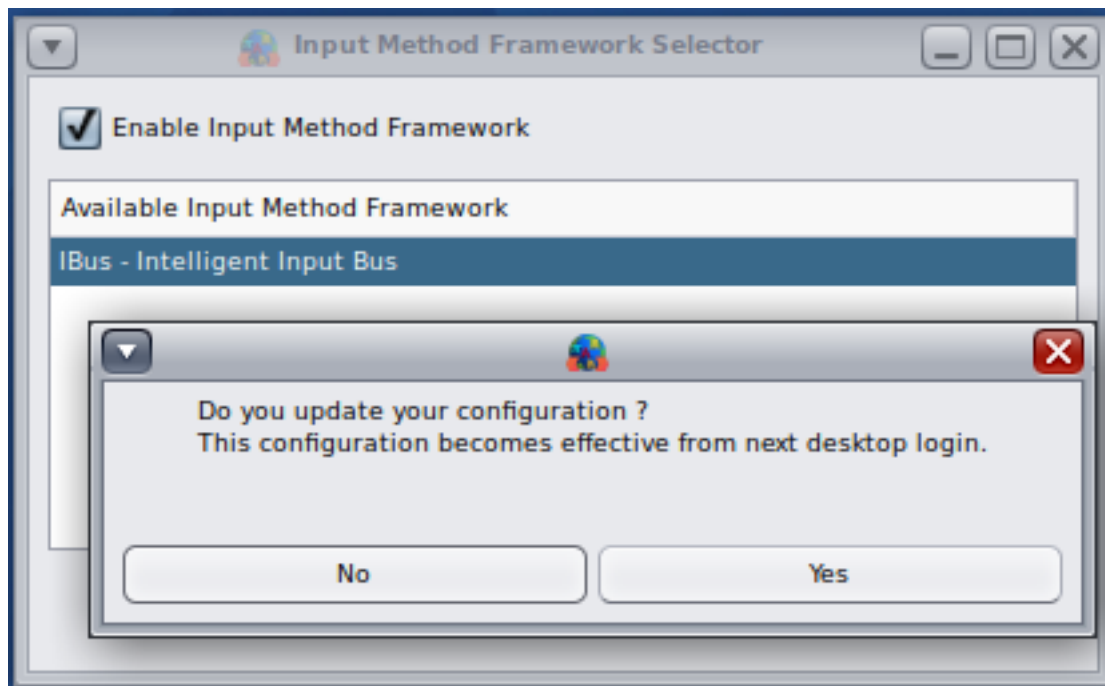 Input Method Framework Selector
Enable Input Method Framework
Available Input Method Framework
IBus - Intelligent Input Bus
Do you update your configuration ?
This configuration becomes effective from next desktop login.
No
Yes